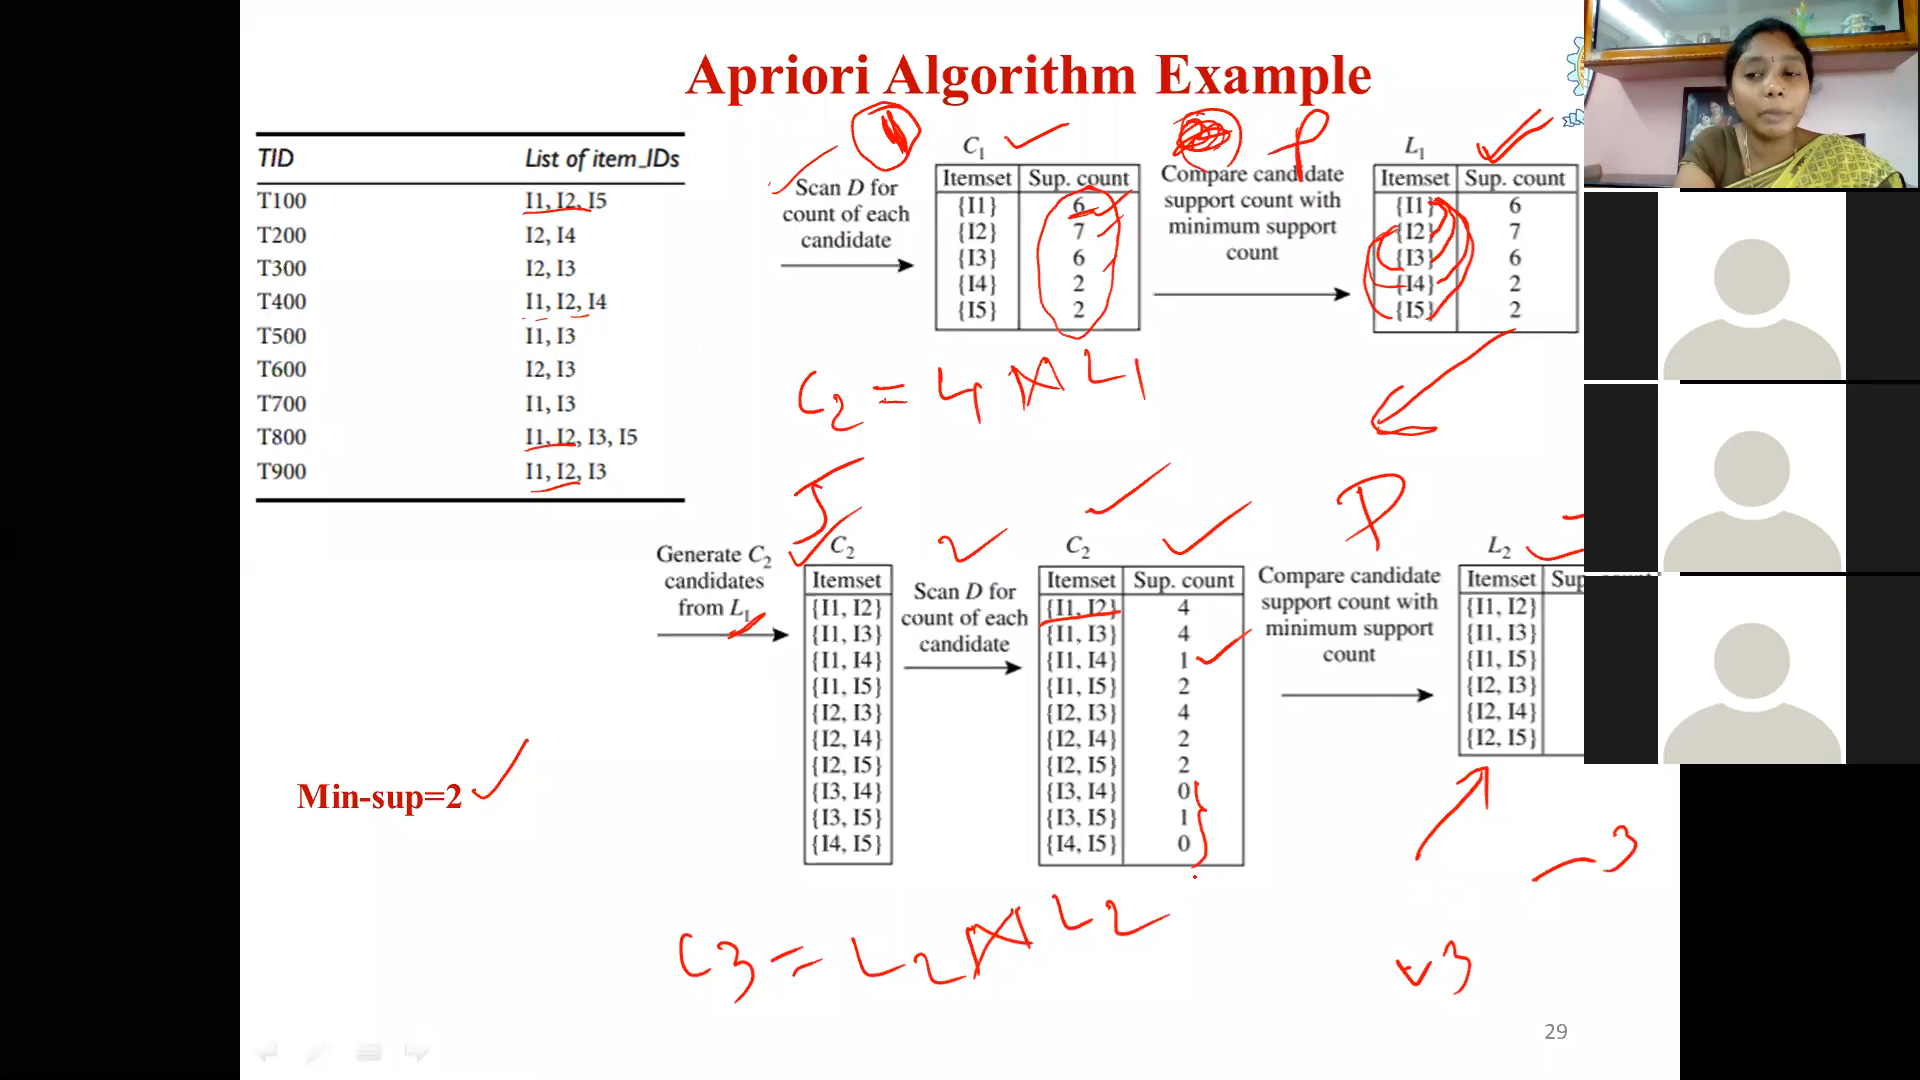 Apriori Algorithm Example
TID List of item_IDs
T100 I1, I2, I5
T200 I2, I4
T300 I2, I3
T400 I1, I2, I4
T500 I1, I3
T600 I2, I3
T700 I1, I3
T800 I1, I2, I3, I5
T900 I1, I2, I3
Scan D for
count of each
candidate
C1
Itemset Sup. count
{I1} 6
{I2} 7
{I3} 6
{I4} 2
{I5} 2
P
Compare candidate
support count with
minimum support
count
L1
Itemset Sup. count
{I1} 6
{I2} 7
{I3} 6
{I4} 2
{I5} 2
C2 = L1 ⋈ L1
Generate C2
candidates
from L1
J
C2
Itemset
{I1, I2}
{I1, I3}
{I1, I4}
{I1, I5}
{I2, I3}
{I2, I4}
{I2, I5}
{I3, I4}
{I3, I5}
{I4, I5}
2
Scan D for
count of each
candidate
C2
Itemset Sup. count
{I1, I2} 4
{I1, I3} 4
{I1, I4} 1
{I1, I5} 2
{I2, I3} 4
{I2, I4} 2
{I2, I5} 2
{I3, I4} 0
{I3, I5} 1
{I4, I5} 0
P
Compare candidate
support count with
minimum support
count
L2
Itemset Sup
{I1, I2}
{I1, I3}
{I1, I5}
{I2, I3}
{I2, I4}
{I2, I5}
Min-sup=2
3
C3 = L2 ⋈ L2
3
29